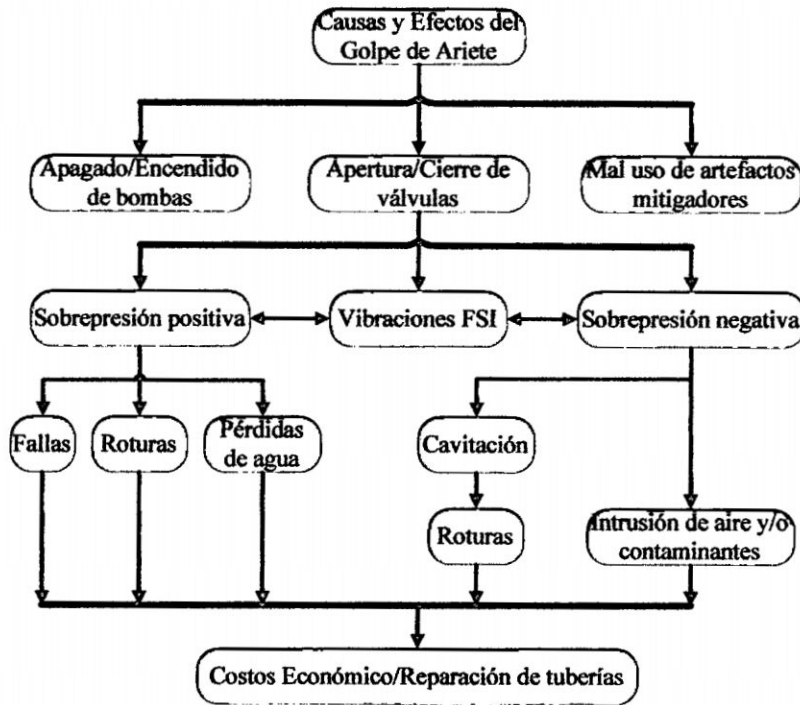 Causas y Efectos del
Golpe de Ariete
Apagado/Encendido
de bombas
Apertura/Cierre de
válvulas
Mal uso de artefactos
mitigadores
Sobrepresión positiva
Vibraciones FSI
Sobrepresión negativa
Fallas
Roturas
Pérdidas
de agua
Cavitación
Roturas
Intrusión de aire y/o
contaminantes
Costos Económico/Reparación de tuberías